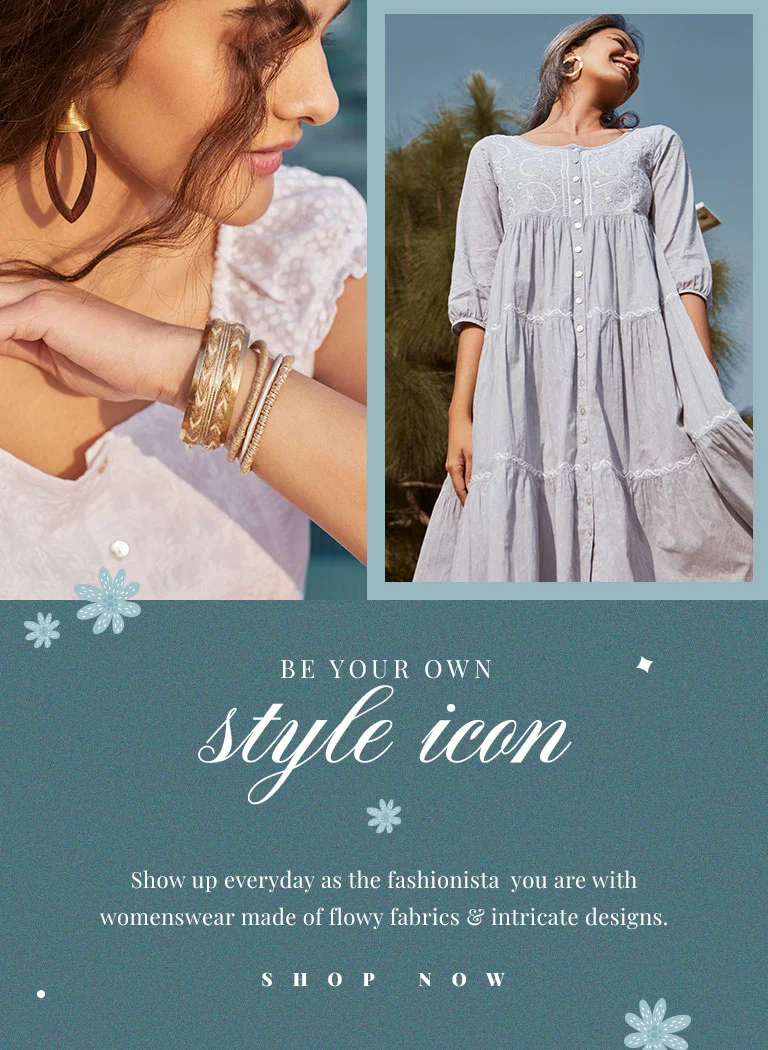 BE YOUR OWN
style icon
Show up everyday as the fashionista you are with
womenswear made of flowy fabrics & intricate designs.
SHOP NOW